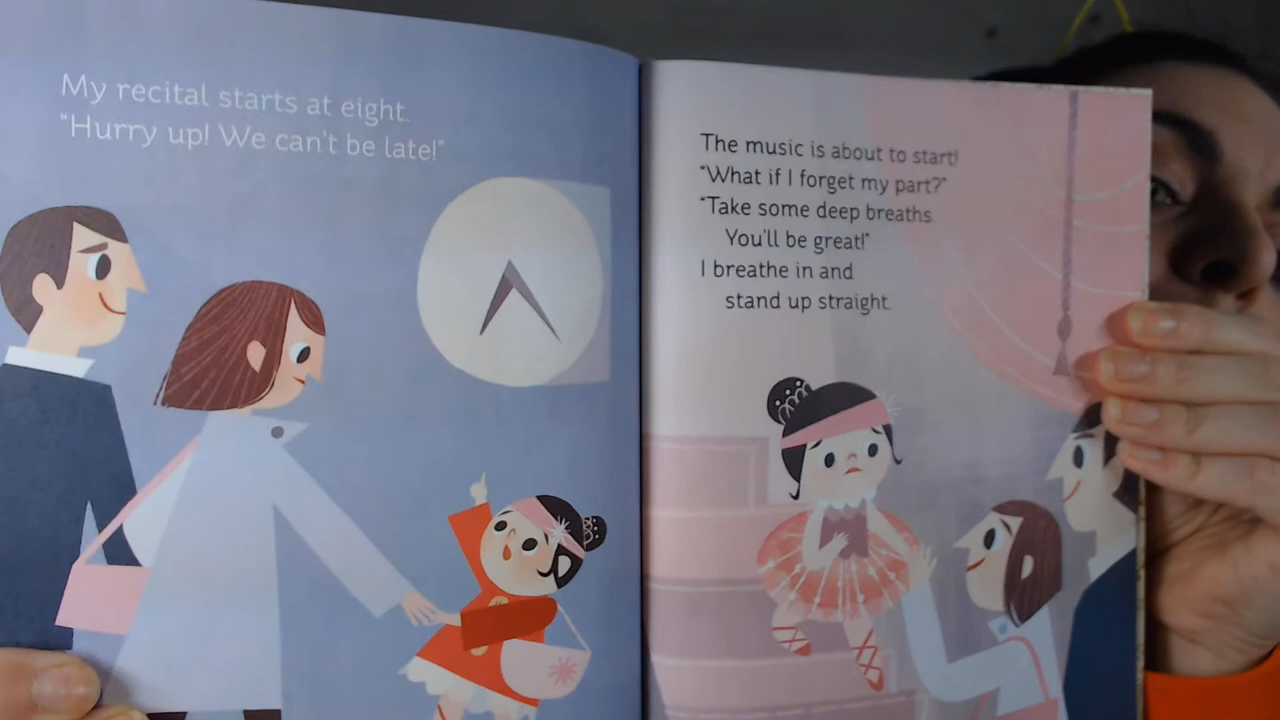 My recital starts at eight.
"Hurry up! We can't be late!"
The music is about to start!
"What if I forget my part?"
"Take some deep breaths.
You'll be great!"
I breathe in and
stand up straight.